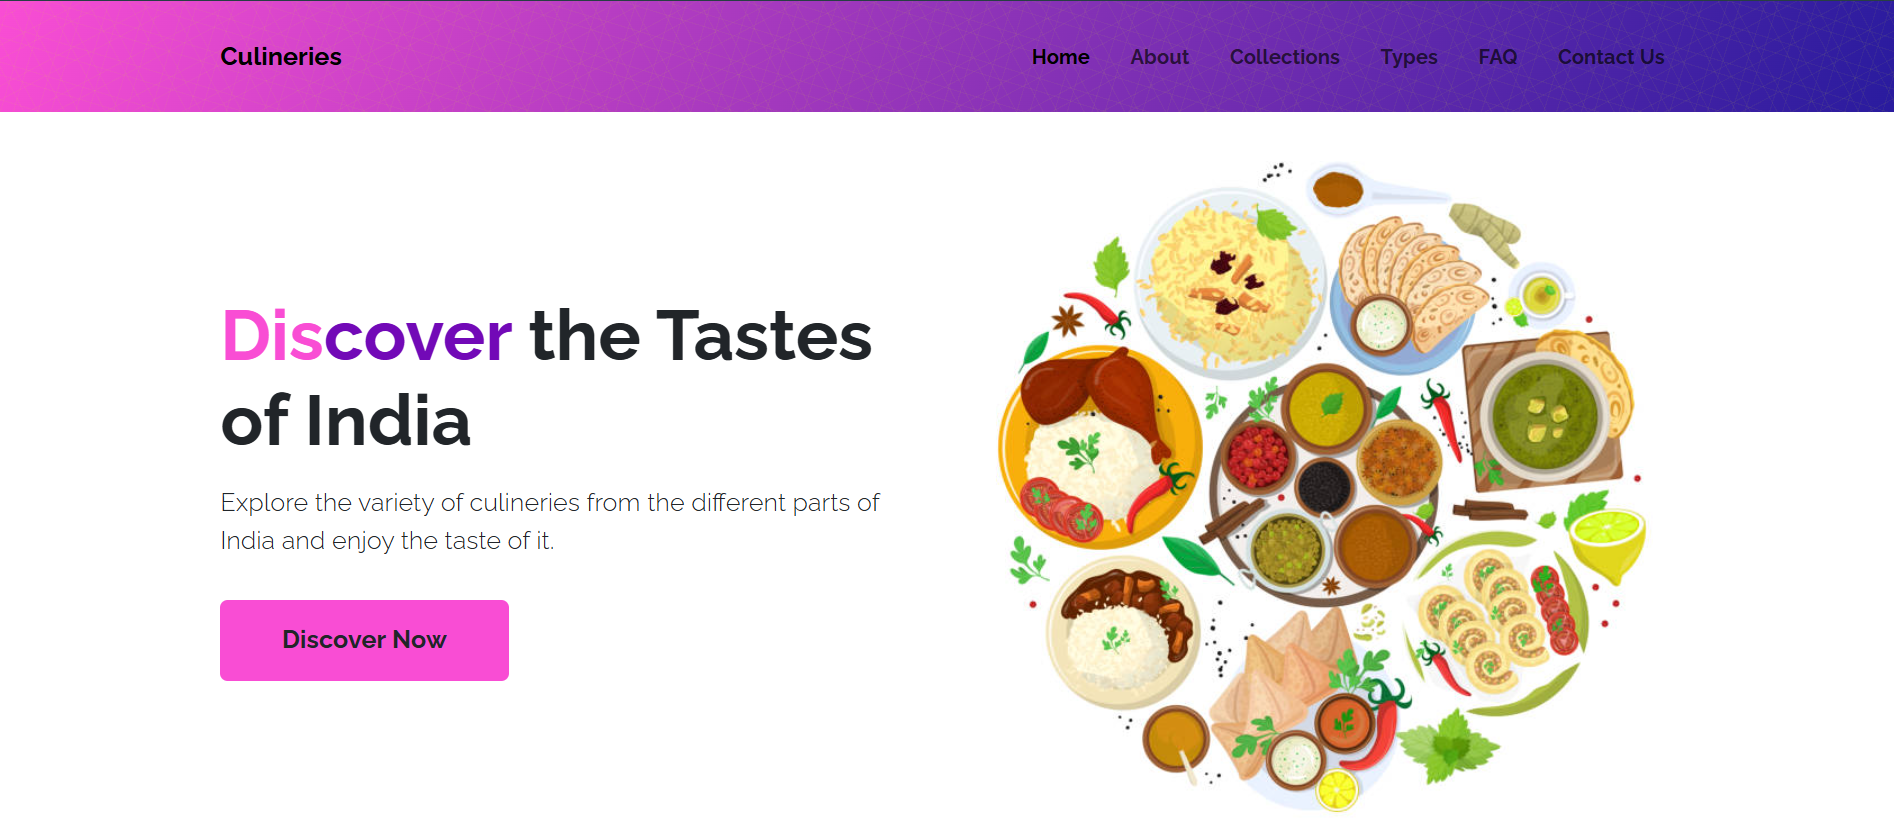 Culineries
Home About Collections Types FAQ Contact Us
Discover the Tastes
of India
Explore the variety of culineries from the different parts of
India and enjoy the taste of it.
Discover Now